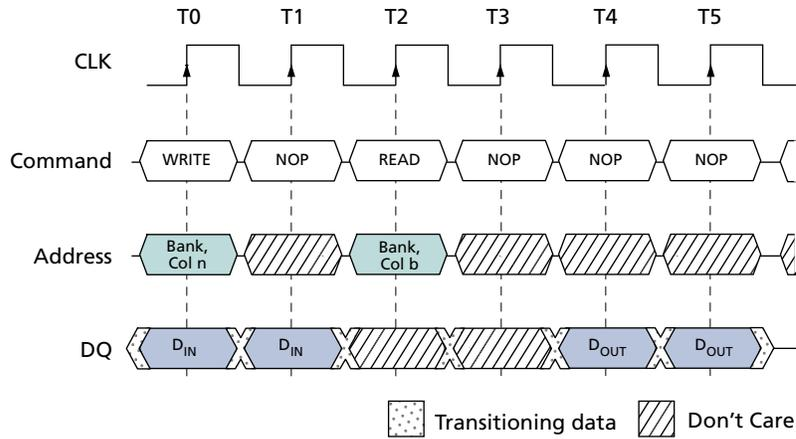 T0 T1 T2 T3 T4 T5
CLK
Command WRITE NOP READ NOP NOP NOP
Address Bank, Col n Bank, Col b
DQ DIN DIN DOUT DOUT
Transitioning data Don't Care